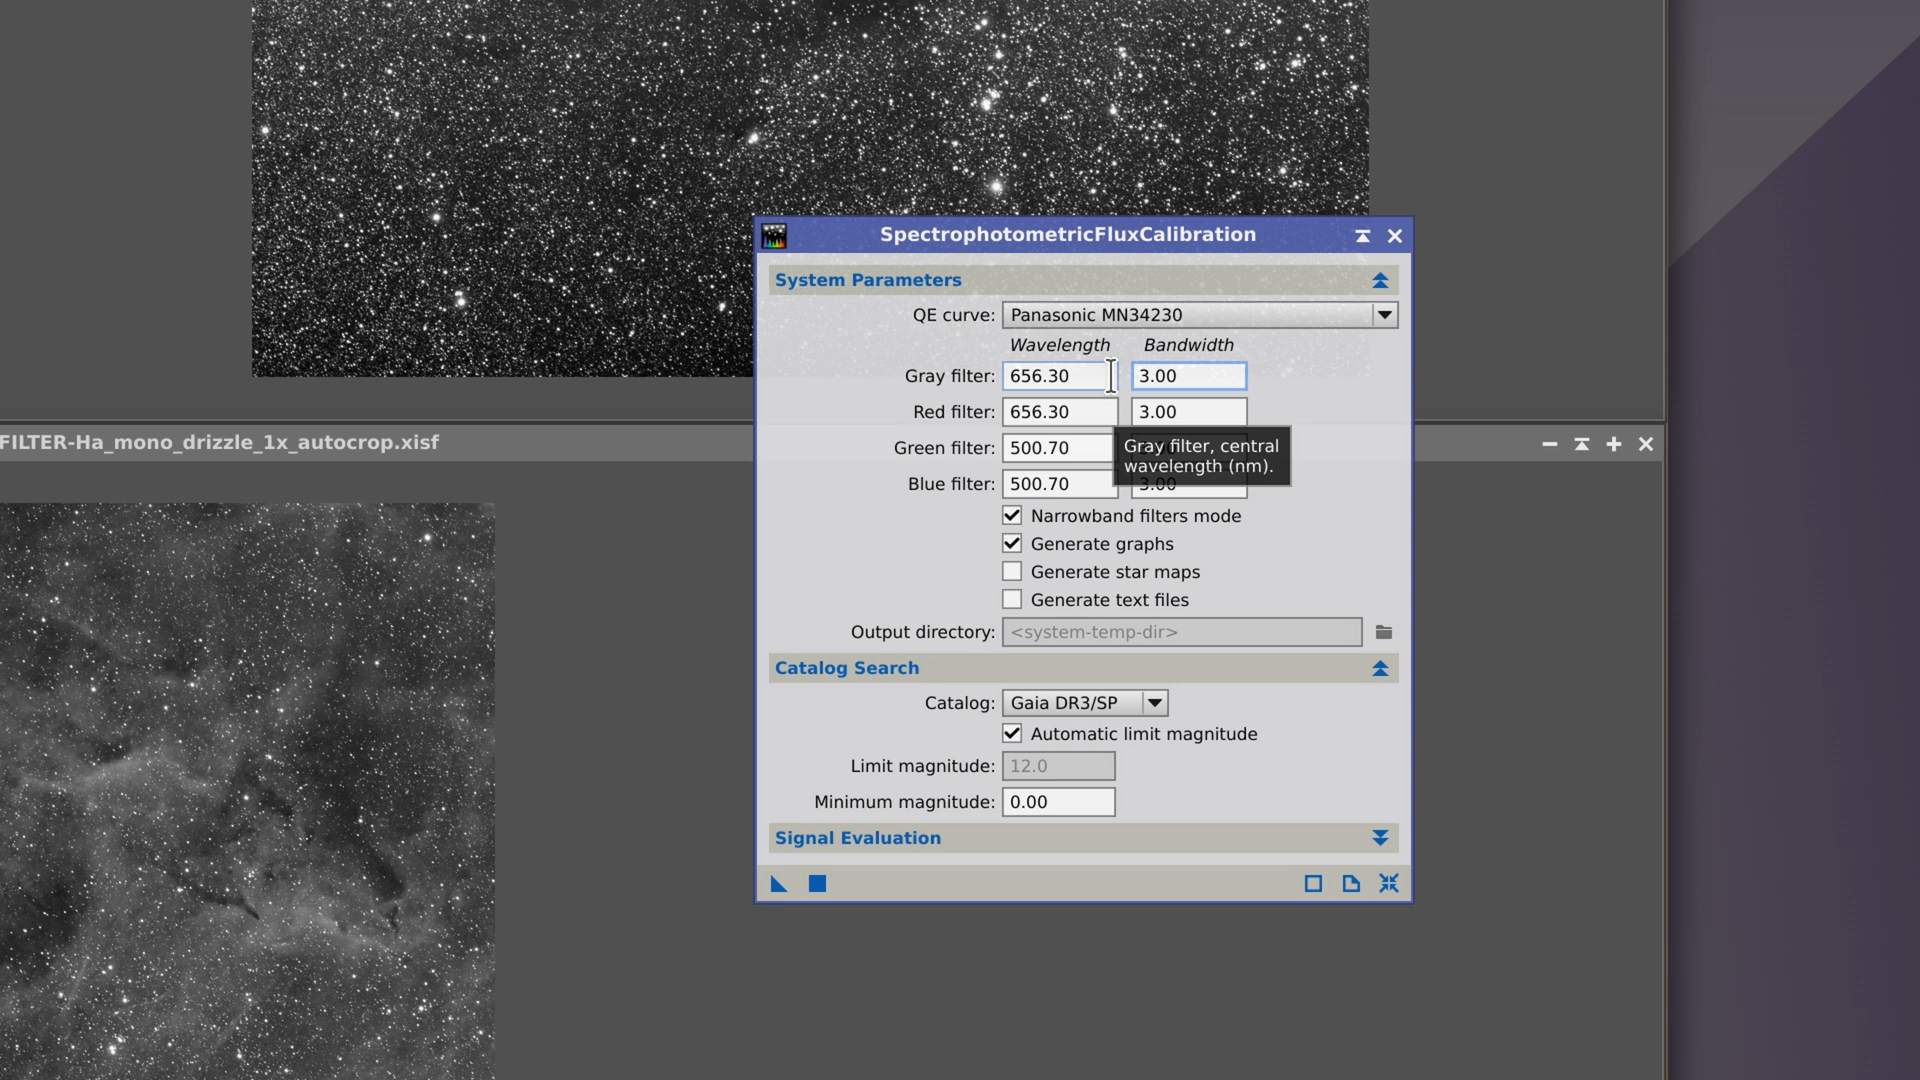 SpectrophotometricFluxCalibration
System Parameters
QE curve: Panasonic MN34230
Wavelength Bandwidth
Gray filter: 656.30 3.00
Red filter: 656.30 3.00
Green filter: 500.70
Gray filter, central
wavelength (nm).
Blue filter: 500.70 3.00
Narrowband filters mode
Generate graphs
Generate star maps
Generate text files
Output directory: <system-temp-dir>
Catalog Search
Catalog: Gaia DR3/SP
Automatic limit magnitude
Limit magnitude: 12.0
Minimum magnitude: 0.00
Signal Evaluation
FILTER-Ha_mono_drizzle_1x_autocrop.xisf